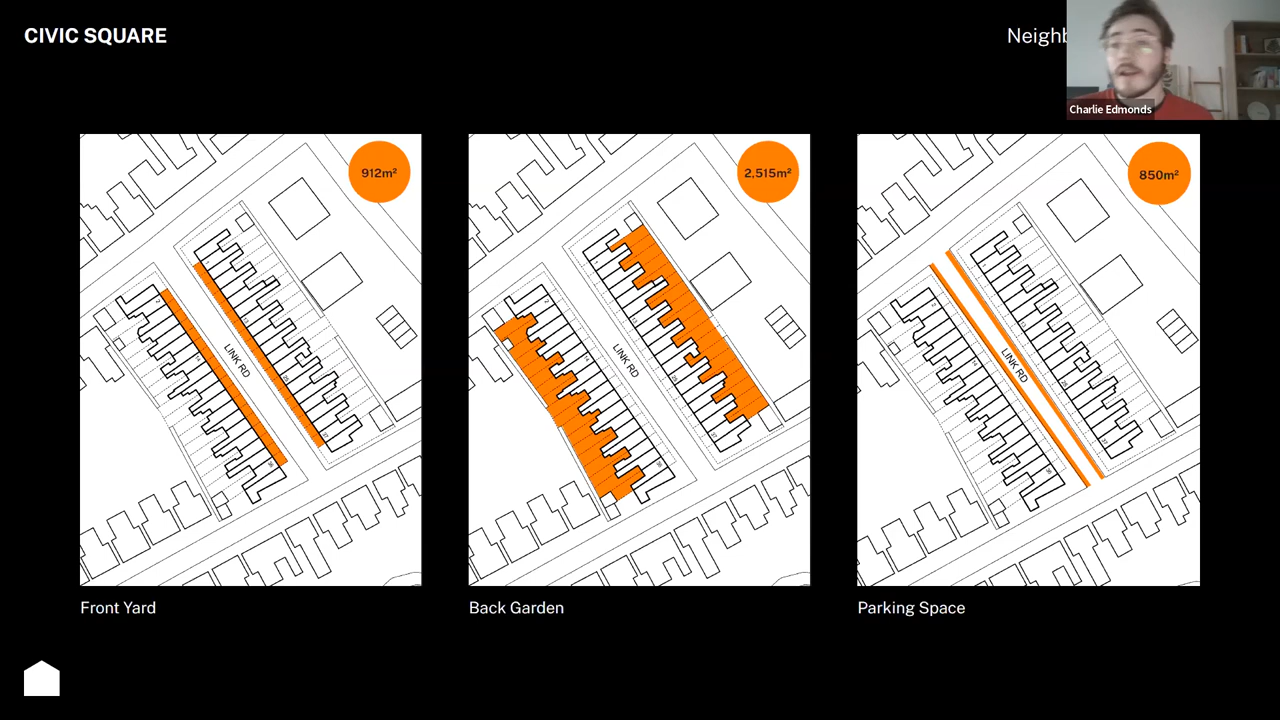 CIVIC SQUARE
Neighb
Charlie Edmonds
912m²
2,515m²
850m²
LINK RD
LINK RD
LINK RD
Front Yard
Back Garden
Parking Space